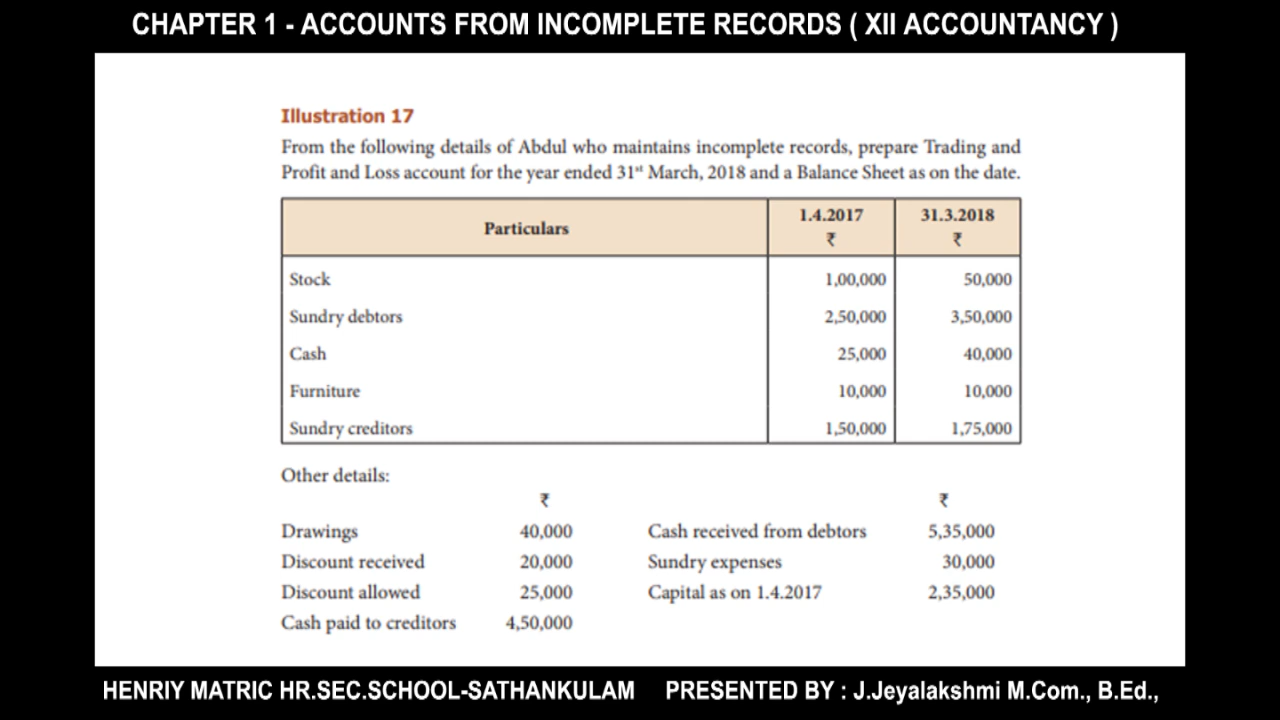 CHAPTER 1 - ACCOUNTS FROM INCOMPLETE RECORDS ( XII ACCOUNTANCY )
Illustration 17
From the following details of Abdul who maintains incomplete records, prepare Trading and
Profit and Loss account for the year ended 31st March, 2018 and a Balance Sheet as on the date.
Particulars 1.4.2017 ₹ 31.3.2018 ₹
Stock 1,00,000 50,000
Sundry debtors 2,50,000 3,50,000
Cash 25,000 40,000
Furniture 10,000 10,000
Sundry creditors 1,50,000 1,75,000
Other details:
₹ ₹
Drawings 40,000 Cash received from debtors 5,35,000
Discount received 20,000 Sundry expenses 30,000
Discount allowed 25,000 Capital as on 1.4.2017 2,35,000
Cash paid to creditors 4,50,000
HENRIY MATRIC HR.SEC.SCHOOL-SATHANKULAM PRESENTED BY : J.Jeyalakshmi M.Com., B.Ed.,